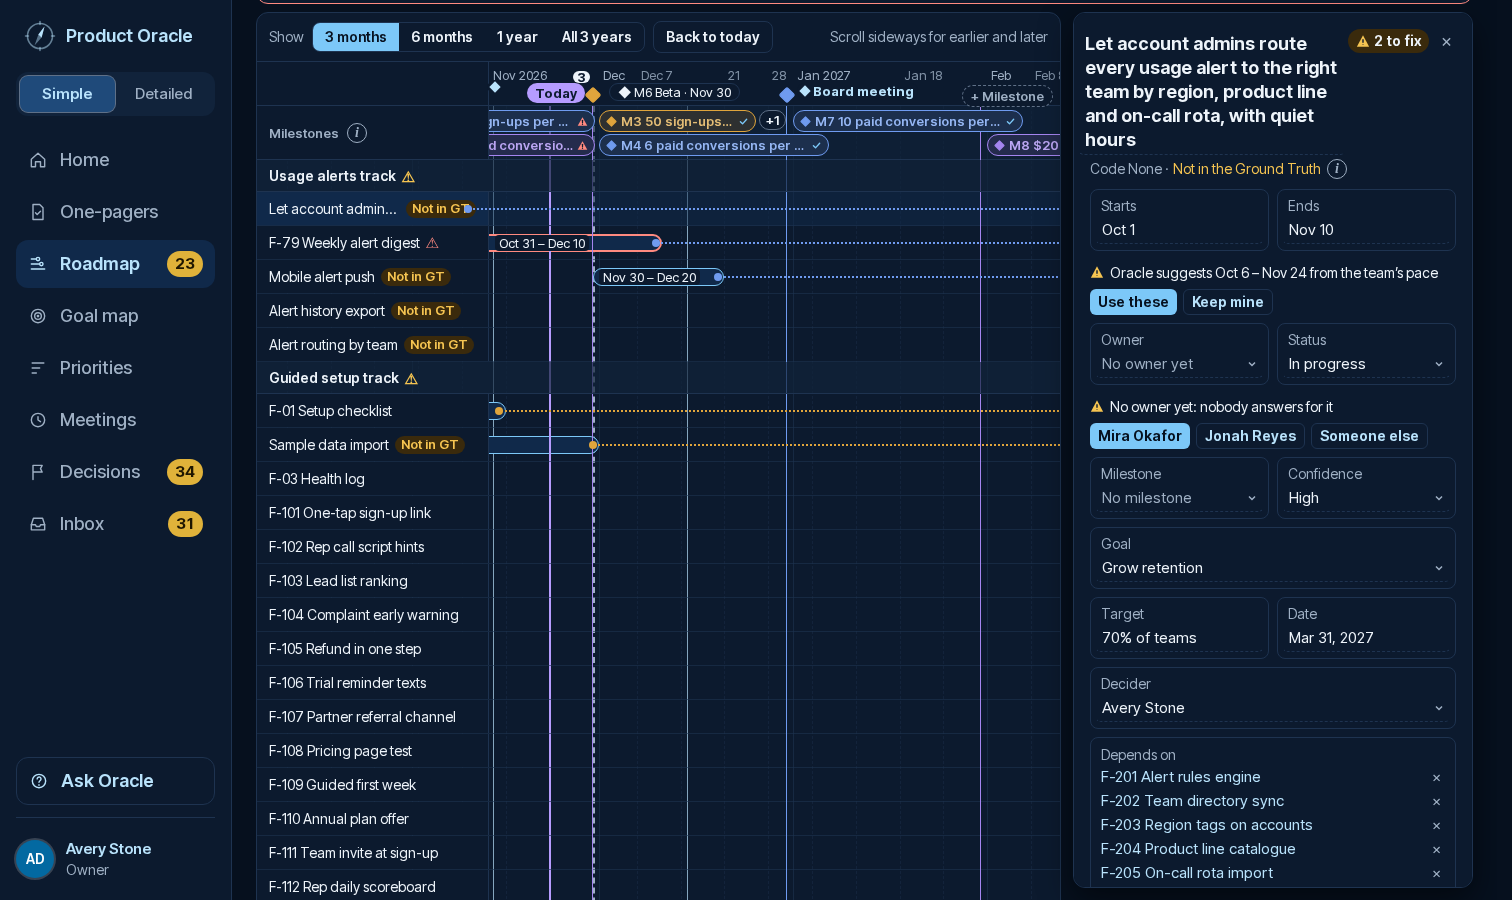 Product Oracle
Simple
Detailed
Home
One-pagers
Roadmap 23
Goal map
Priorities
Meetings
Decisions 34
Inbox 31
Ask Oracle
AD
Avery Stone
Owner
Show
3 months
6 months
1 year
All 3 years
Back to today
Scroll sideways for earlier and later
Nov 2026
3
Dec
Dec 7
21
28
Jan 2027
Jan 18
Feb
Feb
Today
M6 Beta · Nov 30
Board meeting
+ Milestone
Milestones i
gn-ups per ...
M3 50 sign-ups...
+1
M7 10 paid conversions per...
d conversio...
M4 6 paid conversions per ...
M8 $20
Usage alerts track
Let account admin... Not in GT
F-79 Weekly alert digest
Oct 31 – Dec 10
Mobile alert push Not in GT
Nov 30 – Dec 20
Alert history export Not in GT
Alert routing by team Not in GT
Guided setup track
F-01 Setup checklist
Sample data import Not in GT
F-03 Health log
F-101 One-tap sign-up link
F-102 Rep call script hints
F-103 Lead list ranking
F-104 Complaint early warning
F-105 Refund in one step
F-106 Trial reminder texts
F-107 Partner referral channel
F-108 Pricing page test
F-109 Guided first week
F-110 Annual plan offer
F-111 Team invite at sign-up
F-112 Rep daily scoreboard
Let account admins route
every usage alert to the right
team by region, product line
and on-call rota, with quiet
hours
2 to fix ×
Code None · Not in the Ground Truth i
Starts
Oct 1
Ends
Nov 10
Oracle suggests Oct 6 – Nov 24 from the team's pace
Use these
Keep mine
Owner
No owner yet
Status
In progress
No owner yet: nobody answers for it
Mira Okafor
Jonah Reyes
Someone else
Milestone
No milestone
Confidence
High
Goal
Grow retention
Target
70% of teams
Date
Mar 31, 2027
Decider
Avery Stone
Depends on
F-201 Alert rules engine ×
F-202 Team directory sync ×
F-203 Region tags on accounts ×
F-204 Product line catalogue ×
F-205 On-call rota import ×